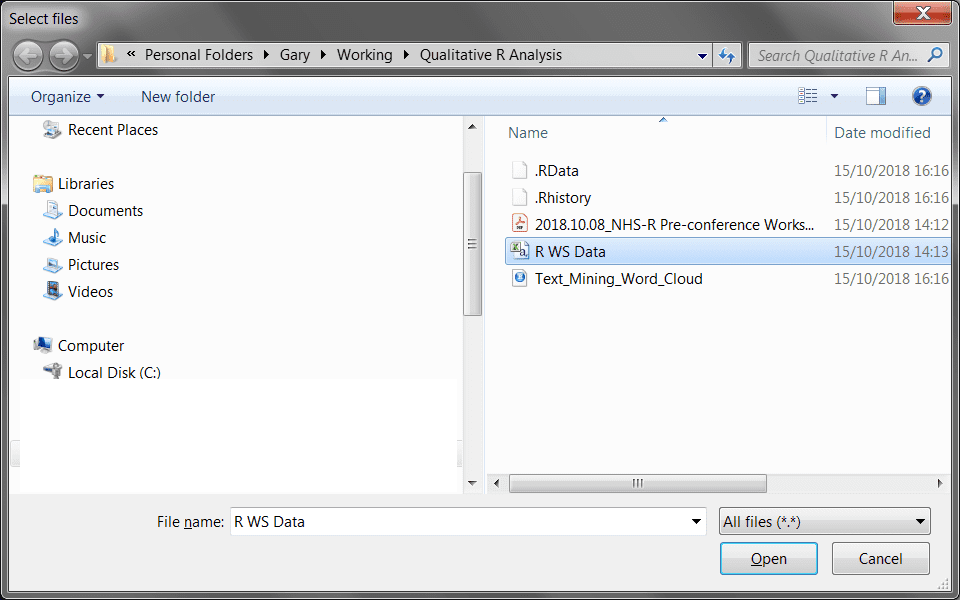 Select files
« Personal Folders Gary Working Qualitative R Analysis
Search Qualitative R An...
Organize New folder
Recent Places
Libraries
Documents
Music
Pictures
Videos
Computer
Local Disk (C:)
Name Date modified
.RData 15/10/2018 16:16
.Rhistory 15/10/2018 16:16
2018.10.08_NHS-R Pre-conference Works... 15/10/2018 14:12
R WS Data 15/10/2018 14:13
Text_Mining_Word_Cloud 15/10/2018 16:16
File name: R WS Data All files (*.*)
Open Cancel